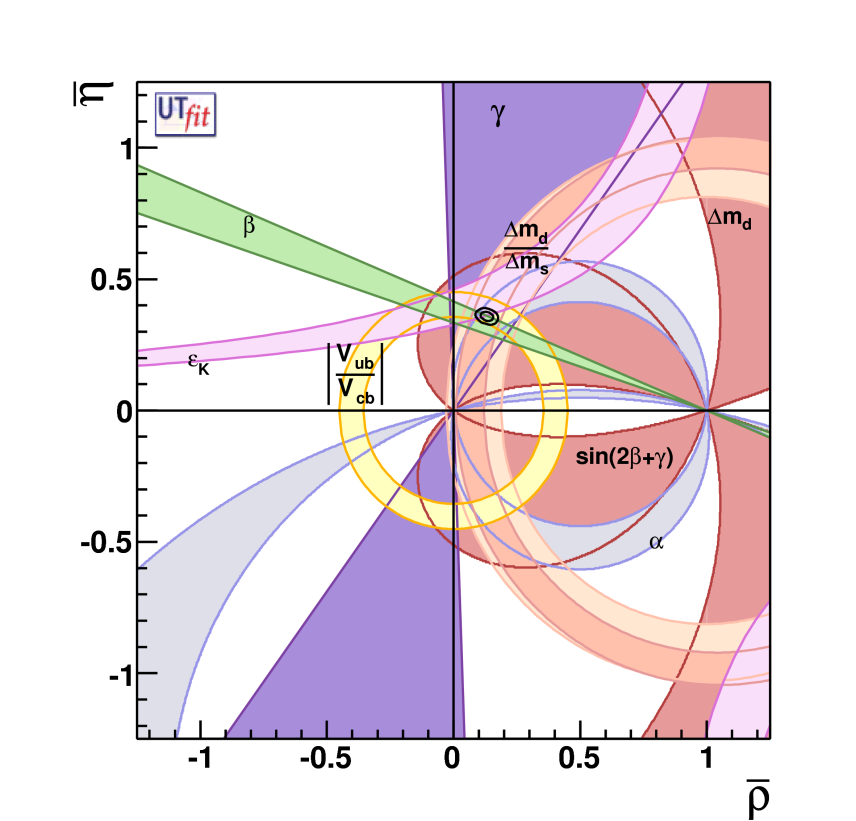 η̅
UTfit
γ
1
β
Δm_d
Δm_d
Δm_s
0.5
ε_K
|V_ub
V_cb|
0
sin(2β+γ)
-0.5
α
-1
-1 -0.5 0 0.5 1
ρ̅